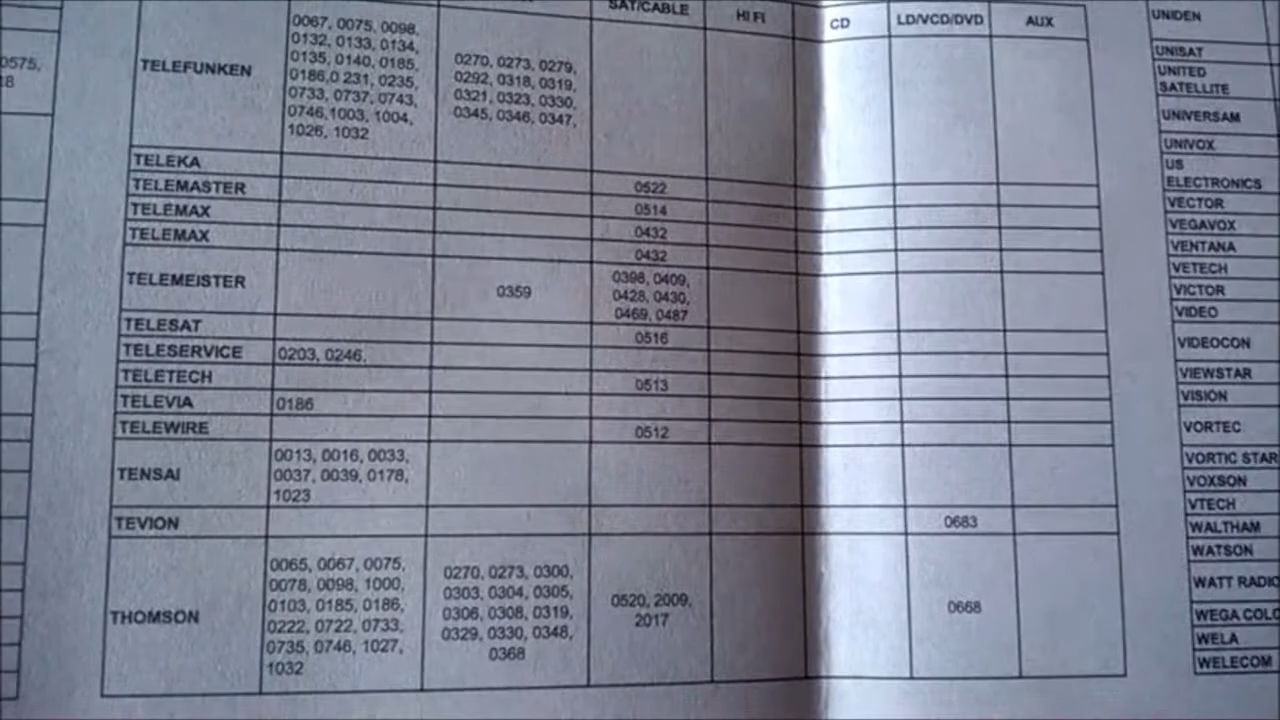 0575,
SAT/CABLE
HI FI
CD
LD/VCD/DVD
AUX
TELEFUNKEN
0067, 0075, 0098,
0132, 0133, 0134,
0135, 0140, 0185,
0186,0 231, 0235,
0733, 0737, 0743,
0746,1003, 1004,
1026, 1032
0270, 0273, 0279,
0292, 0318, 0319,
0321, 0323, 0330,
0345, 0346, 0347,
TELEKA
0522
TELEMASTER
0514
TELEMAX
0432
TELEMAX
0432
TELEMEISTER
0359
0398, 0409,
0428, 0430,
0469, 0487
TELESAT
0516
TELESERVICE
0203, 0246,
TELETECH
0513
TELEVIA
0186
TELEWIRE
0512
TENSAI
0013, 0016, 0033,
0037, 0039, 0178,
1023
TEVION
0683
THOMSON
0065, 0067, 0075,
0078, 0098, 1000,
0103, 0185, 0186,
0222, 0722, 0733,
0735, 0746, 1027,
1032
0270, 0273, 0300,
0303, 0304, 0305,
0306, 0308, 0319,
0329, 0330, 0348,
0368
0520, 2009,
2017
0668
UNIDEN
UNISAT
UNITED
SATELLITE
UNIVERSAM
UNIVOX
US
ELECTRONICS
VECTOR
VEGAVOX
VENTANA
VETECH
VICTOR
VIDEO
VIDEOCON
VIEWSTAR
VISION
VORTEC
VORTIC STAR
VOXSON
VTECH
WALTHAM
WATSON
WATT RADIO
WEGA COLO
WELA
WELECOM